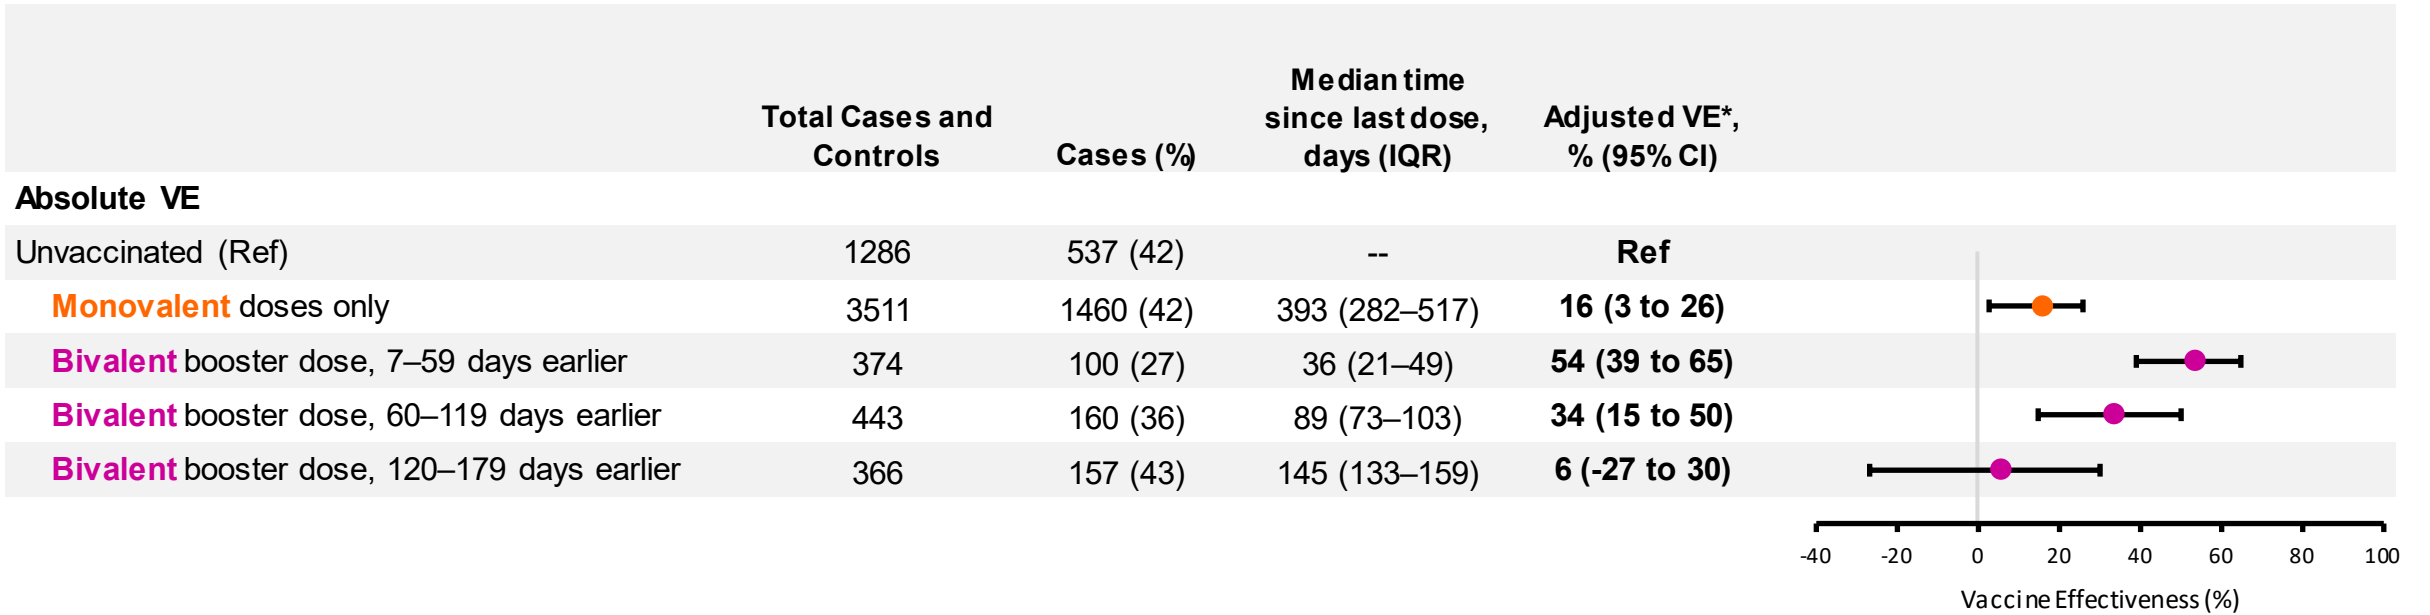 Median time
Total Cases and since last dose, Adjusted VE*,
Controls Cases (%) days (IQR) % (95% CI)
Absolute VE
Unvaccinated (Ref) 1286 537 (42) -- Ref
Monovalent doses only 3511 1460 (42) 393 (282–517) 16 (3 to 26)
Bivalent booster dose, 7–59 days earlier 374 100 (27) 36 (21–49) 54 (39 to 65)
Bivalent booster dose, 60–119 days earlier 443 160 (36) 89 (73–103) 34 (15 to 50)
Bivalent booster dose, 120–179 days earlier 366 157 (43) 145 (133–159) 6 (-27 to 30)
-40 -20 0 20 40 60 80 100
Vaccine Effectiveness (%)